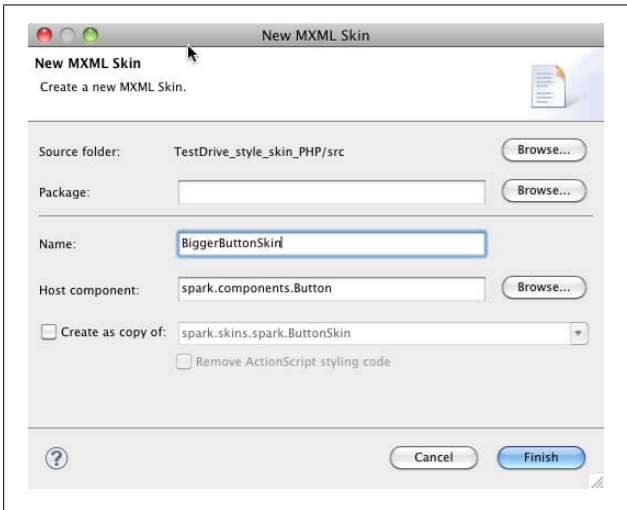 New MXML Skin
New MXML Skin
Create a new MXML Skin.
Source folder: TestDrive_style_skin_PHP/src Browse...
Package: Browse...
Name: BiggerButtonSkin
Host component: spark.components.Button Browse...
Create as copy of: spark.skins.spark.ButtonSkin
Remove ActionScript styling code
? Cancel Finish